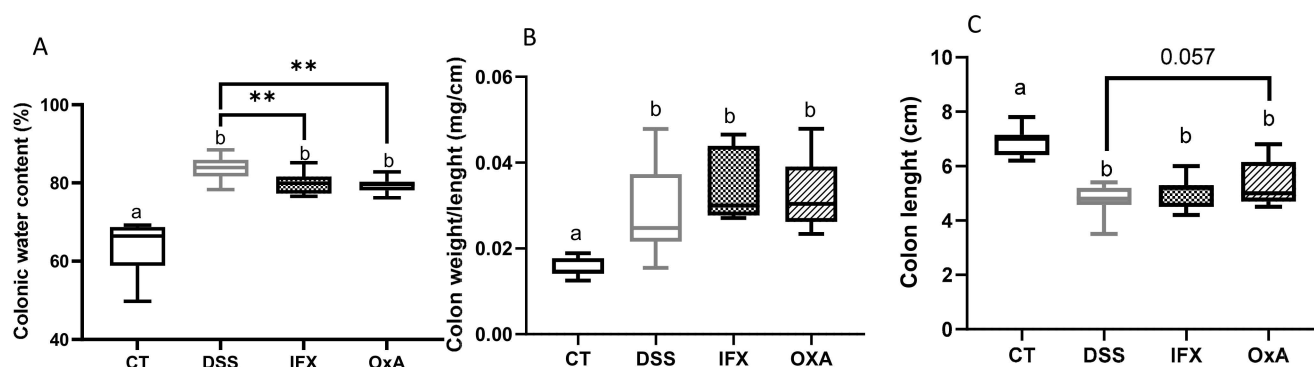 A
Colonic water content (%)
100
80
60
40
**
**
a
b
b
b
CT
DSS
IFX
OxA
B
Colon weight/lenght (mg/cm)
0.06
0.04
0.02
0.00
a
b
b
b
CT
DSS
IFX
OXA
C
Colon lenght (cm)
10
8
6
4
2
0
0.057
a
b
b
b
CT
DSS
IFX
OxA